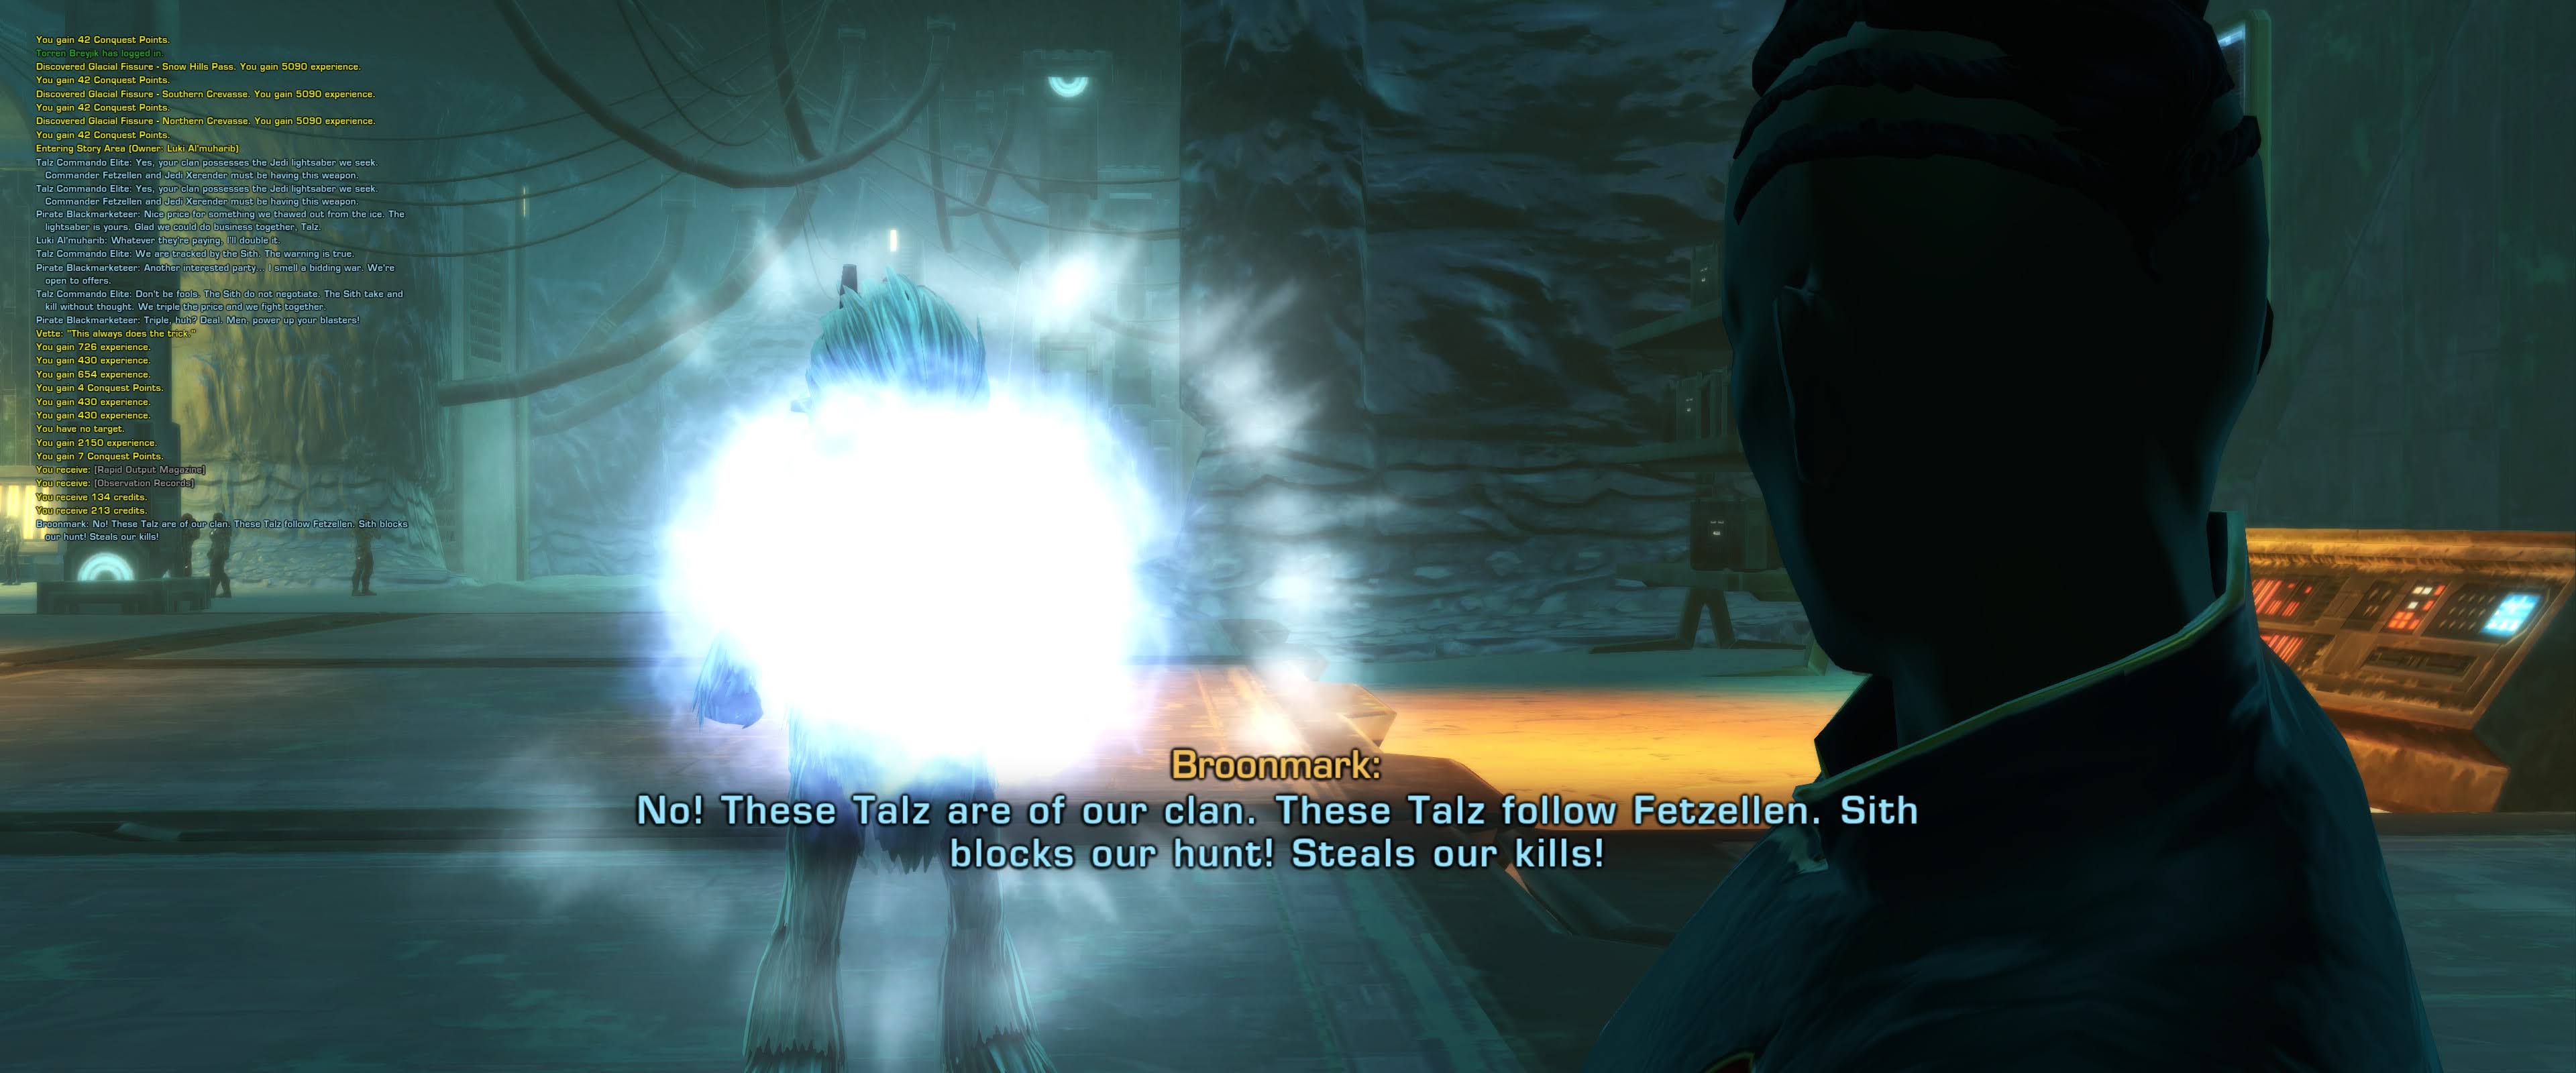 You gain 42 Conquest Points.
Torren Breyik has logged in.
Discovered Glacial Fissure - Snow Hills Pass. You gain 5090 experience.
You gain 42 Conquest Points.
Discovered Glacial Fissure - Southern Crevasse. You gain 5090 experience.
You gain 42 Conquest Points.
Discovered Glacial Fissure - Northern Crevasse. You gain 5090 experience.
You gain 42 Conquest Points.
Entering Story Area (Owner: Luki Al'muharib)
Talz Commando Elite: Yes, your clan possesses the Jedi lightsaber we seek.
Commander Fetzellen and Jedi Xerender must be having this weapon.
Talz Commando Elite: Yes, your clan possesses the Jedi lightsaber we seek.
Commander Fetzellen and Jedi Xerender must be having this weapon.
Pirate Blackmarketeer: Nice price for something we thawed out from the ice. The
lightsaber is yours. Glad we could do business together, Talz.
Luki Al'muharib: Whatever they're paying, I'll double it.
Talz Commando Elite: We are tracked by the Sith. The warning is true.
Pirate Blackmarketeer: Another interested party... I smell a bidding war. We're
open to offers.
Talz Commando Elite: Don't be fools. The Sith do not negotiate. The Sith take and
kill without thought. We triple the price and we fight together.
Pirate Blackmarketeer: Triple, huh? Deal. Men, power up your blasters!
Vette: "This always does the trick."
You gain 726 experience.
You gain 430 experience.
You gain 654 experience.
You gain 4 Conquest Points.
You gain 430 experience.
You gain 430 experience.
You have no target.
You gain 2150 experience.
You gain 7 Conquest Points.
You receive: [Rapid Output Magazine]
You receive: [Observation Records]
You receive 134 credits.
You receive 213 credits.
Broonmark: No! These Talz are of our clan. These Talz follow Fetzellen. Sith blocks
our hunt! Steals our kills!
Broonmark:
No! These Talz are of our clan. These Talz follow Fetzellen. Sith
blocks our hunt! Steals our kills!